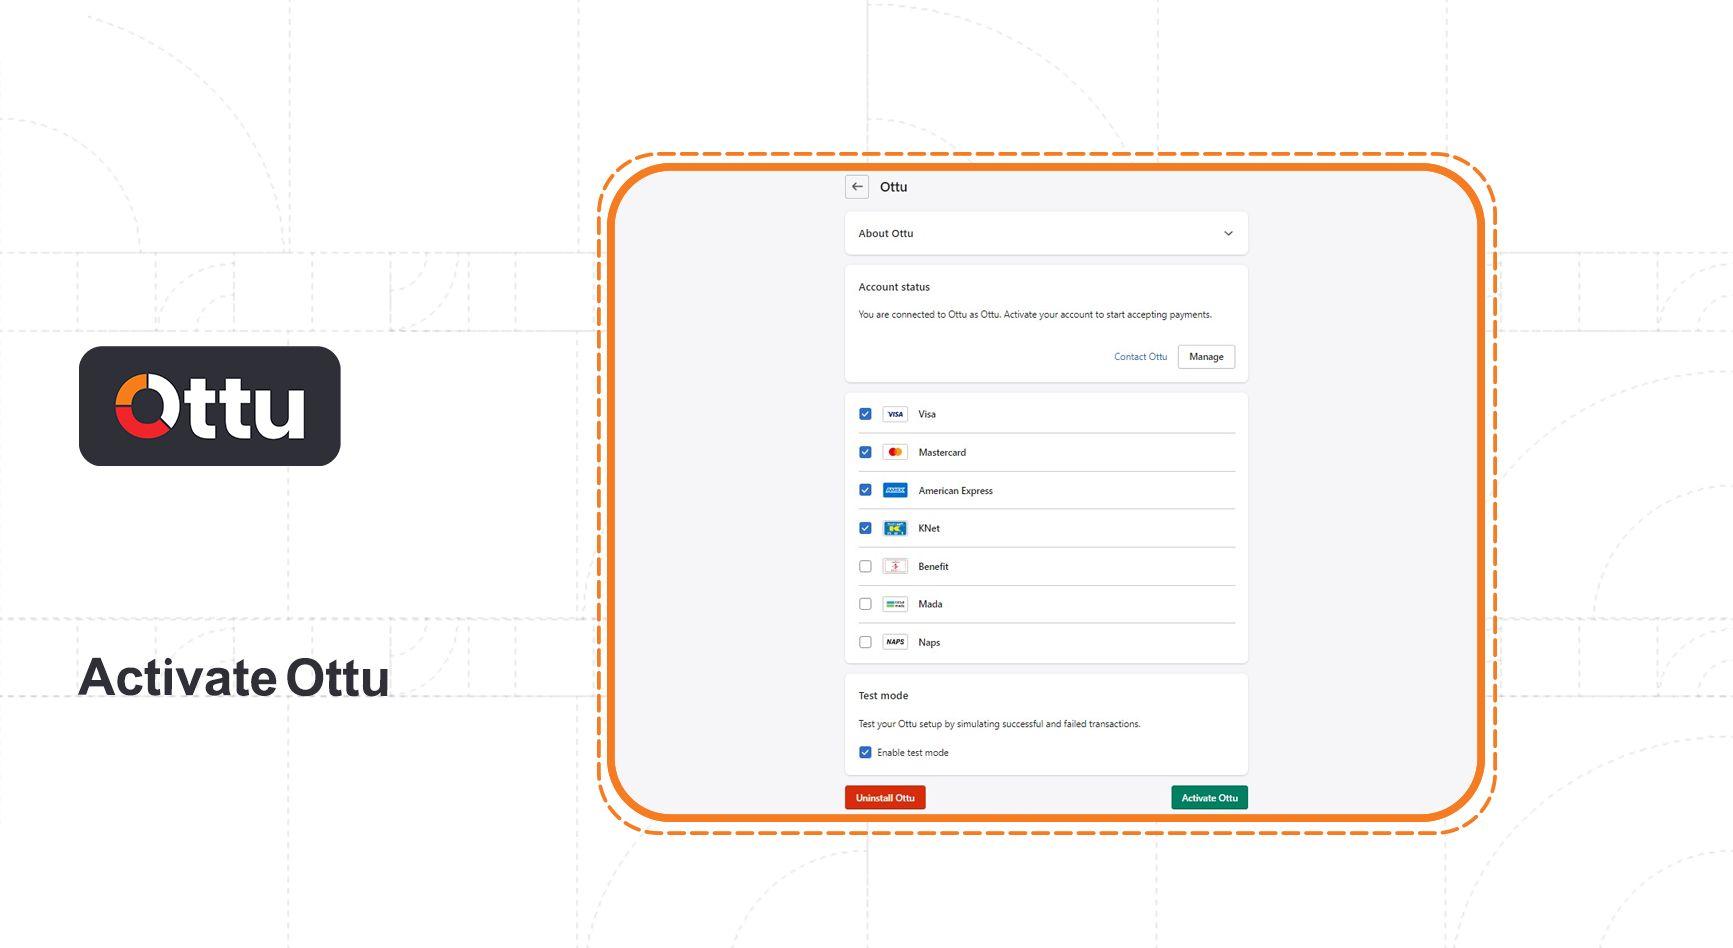 Ottu
Activate Ottu
Ottu
About Ottu
Account status
You are connected to Ottu as Ottu. Activate your account to start accepting payments.
Contact Ottu
Manage
VISA Visa
Mastercard
American Express
KNet
Benefit
Mada
NAPS Naps
Test mode
Test your Ottu setup by simulating successful and failed transactions.
Enable test mode
Uninstall Ottu
Activate Ottu